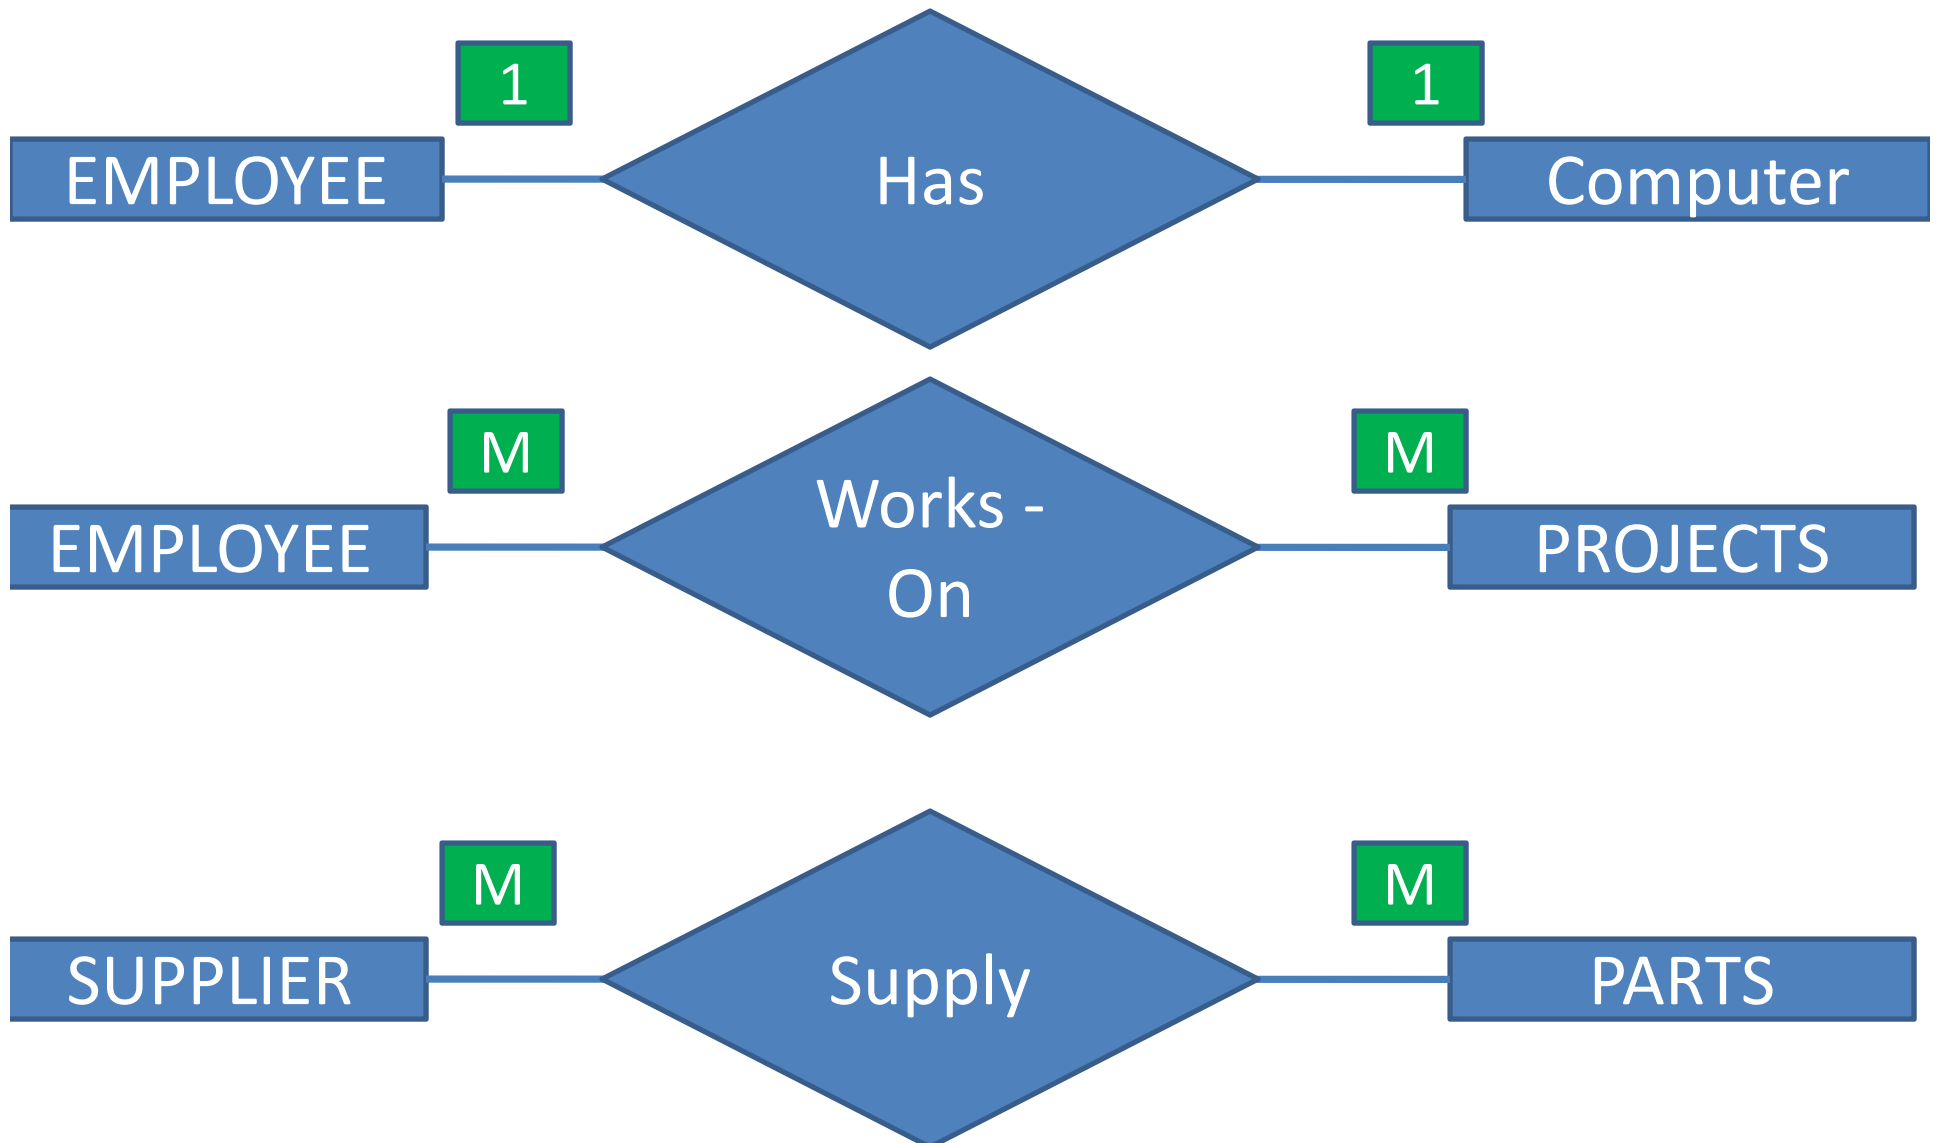 1
1
EMPLOYEE
Has
Computer
M
M
Works -
On
EMPLOYEE
PROJECTS
M
M
SUPPLIER
Supply
PARTS